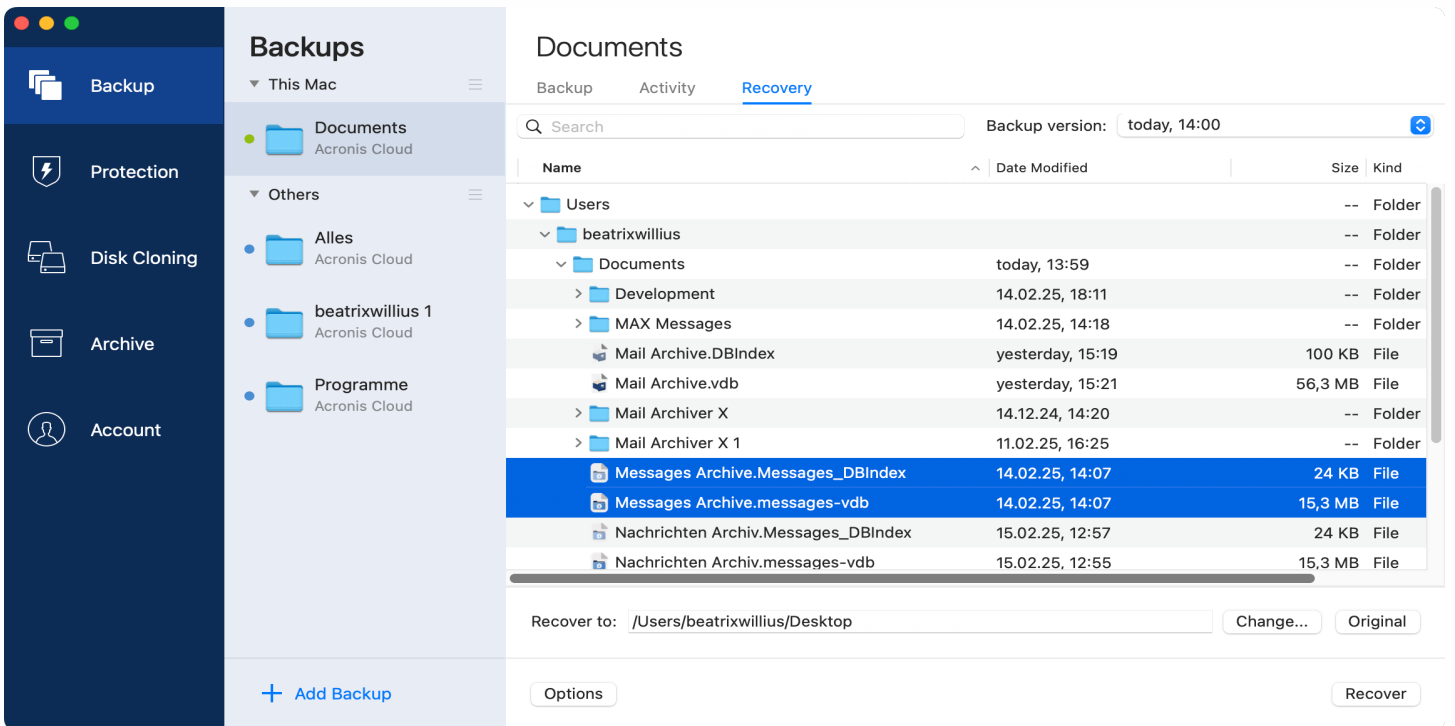 Backup
Protection
Disk Cloning
Archive
Account
Backups
This Mac
Documents
Acronis Cloud
Others
Alles
Acronis Cloud
beatrixwillius 1
Acronis Cloud
Programme
Acronis Cloud
Add Backup
Documents
Backup Activity Recovery
Search Backup version: today, 14:00
Name Date Modified Size Kind
Users -- Folder
beatrixwillius -- Folder
Documents today, 13:59 -- Folder
Development 14.02.25, 18:11 -- Folder
MAX Messages 14.02.25, 14:18 -- Folder
Mail Archive.DBIndex yesterday, 15:19 100 KB File
Mail Archive.vdb yesterday, 15:21 56,3 MB File
Mail Archiver X 14.12.24, 14:20 -- Folder
Mail Archiver X 1 11.02.25, 16:25 -- Folder
Messages Archive.Messages_DBIndex 14.02.25, 14:07 24 KB File
Messages Archive.messages-vdb 14.02.25, 14:07 15,3 MB File
Nachrichten Archiv.Messages_DBIndex 15.02.25, 12:57 24 KB File
Nachrichten Archiv.messages-vdb 15.02.25, 12:55 15,3 MB File
Recover to: /Users/beatrixwillius/Desktop Change... Original
Options Recover